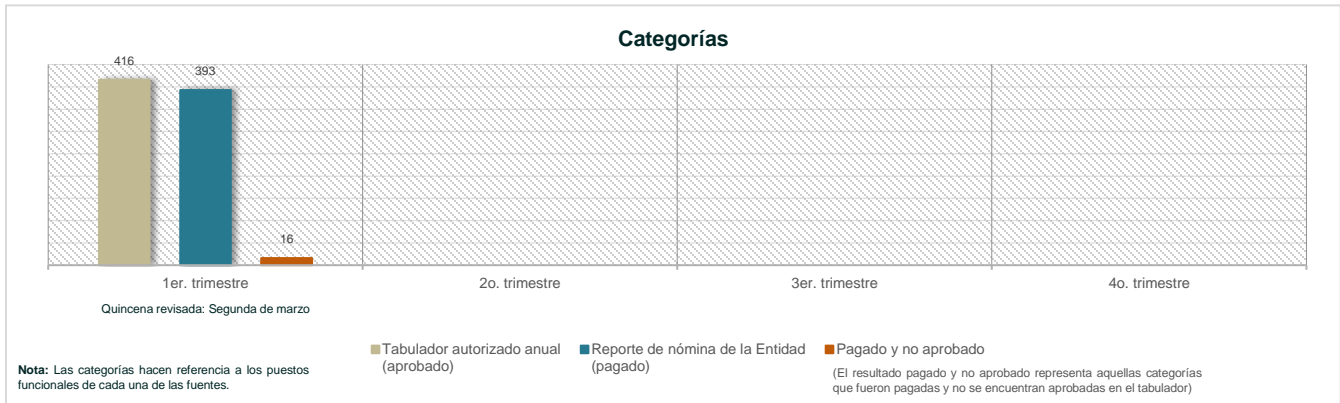 Categorías
416
393
16
1er. trimestre
2o. trimestre
3er. trimestre
4o. trimestre
Quincena revisada: Segunda de marzo
Tabulador autorizado anual
(aprobado)
Reporte de nómina de la Entidad
(pagado)
Pagado y no aprobado
(El resultado pagado y no aprobado representa aquellas categorías
que fueron pagadas y no se encuentran aprobadas en el tabulador)
Nota: Las categorías hacen referencia a los puestos
funcionales de cada una de las fuentes.